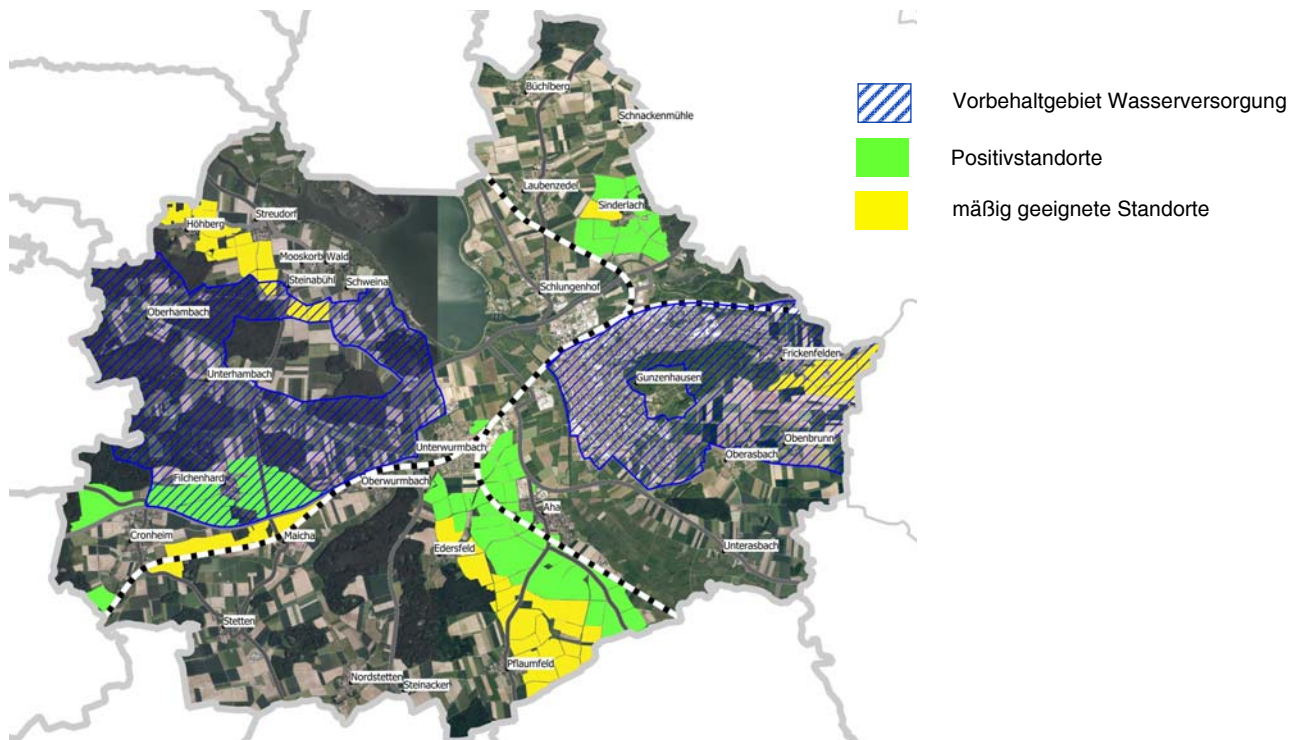 Büchlberg
Schnackenmühle
Vorbehaltgebiet Wasserversorgung
Positivstandorte
mäßig geeignete Standorte
Laubenzedel
Sinderlach
Streudorf
Höhberg
Mooskorb Wald
Steinabühl
Schweina
Schlungenhof
Oberhambach
Unterhambach
Frickenfelden
Gunzenhausen
Obenbrunn
Oberasbach
Unterwurmbach
Filchenhard
Oberwurmbach
Aha
Cronheim
Maicha
Edersfeld
Unterasbach
Stetten
Pflaumfeld
Nordstetten
Steinacker